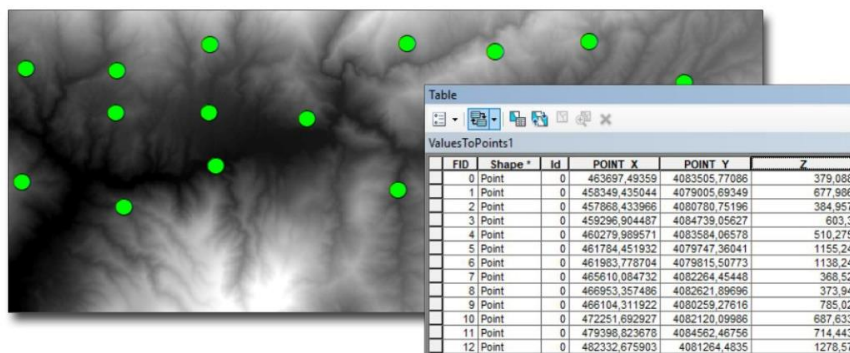 Table
ValuesToPoints1
FID Shape * Id POINT_X POINT_Y Z
0 Point 0 463697,49359 4083505,77086 379,088
1 Point 0 458349,435044 4079005,69349 677,986
2 Point 0 457868,433966 4080780,75196 384,957
3 Point 0 459296,904487 4084739,05627 603,3
4 Point 0 460279,989571 4083584,06578 510,275
5 Point 0 461784,451932 4079747,36041 1155,24
6 Point 0 461983,778704 4079815,50773 1138,24
7 Point 0 465610,084732 4082264,45448 368,52
8 Point 0 466953,357486 4082621,89696 373,94
9 Point 0 466104,311922 4080259,27616 785,02
10 Point 0 472251,692927 4082120,09986 687,633
11 Point 0 479398,823678 4084562,46756 714,443
12 Point 0 482332,675903 4081264,4835 1278,57